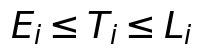 Eᵢ ≤ Tᵢ ≤ Lᵢ